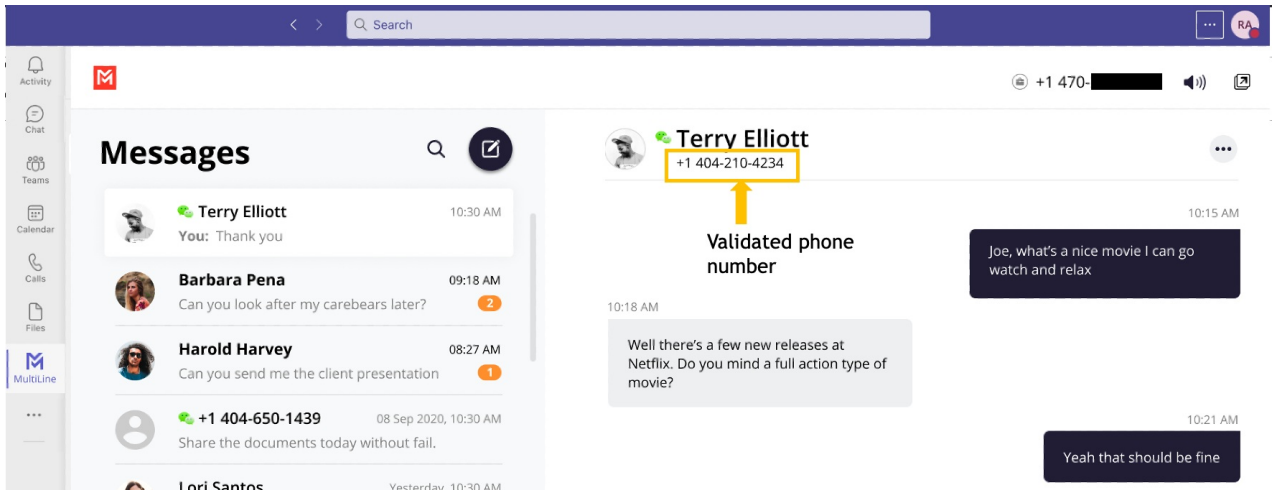 Search
...
RA
Activity
Chat
Teams
Calendar
Calls
Files
MultiLine
...
+1 470-
Messages
Terry Elliott
10:30 AM
You: Thank you
Barbara Pena
09:18 AM
Can you look after my carebears later?
2
Harold Harvey
08:27 AM
Can you send me the client presentation
1
+1 404-650-1439
08 Sep 2020, 10:30 AM
Share the documents today without fail.
Lori Santos
Yesterday, 10:30 AM
Terry Elliott
+1 404-210-4234
Validated phone
number
10:15 AM
Joe, what's a nice movie I can go
watch and relax
10:18 AM
Well there's a few new releases at
Netflix. Do you mind a full action type of
movie?
10:21 AM
Yeah that should be fine